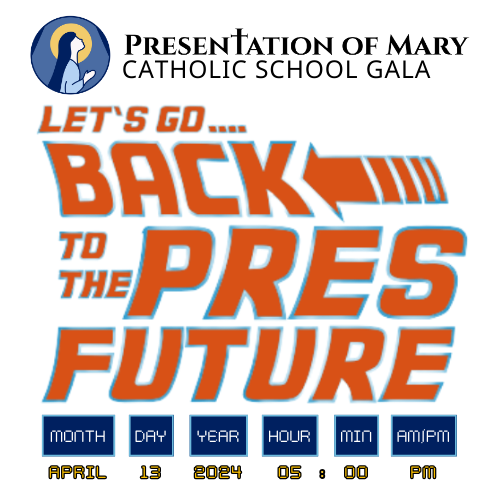 PRESENTATION OF MARY
CATHOLIC SCHOOL GALA
LET'S GO ....
BACK
TO THE PRES
FUTURE
MONTH DAY YEAR HOUR MIN AM/PM
APRIL 13 2024 05 : 00 PM